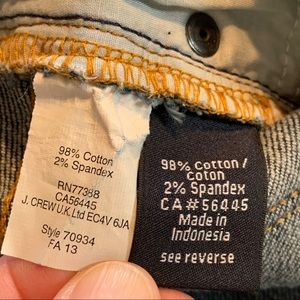 98% Cotton
2% Spandex
RN77388
CA56445
J. CREW U.K. Ltd EC4V 6JA
Style 70934
FA 13
98% Cotton /
Coton
2% Spandex
CA#56445
Made in
Indonesia
see reverse